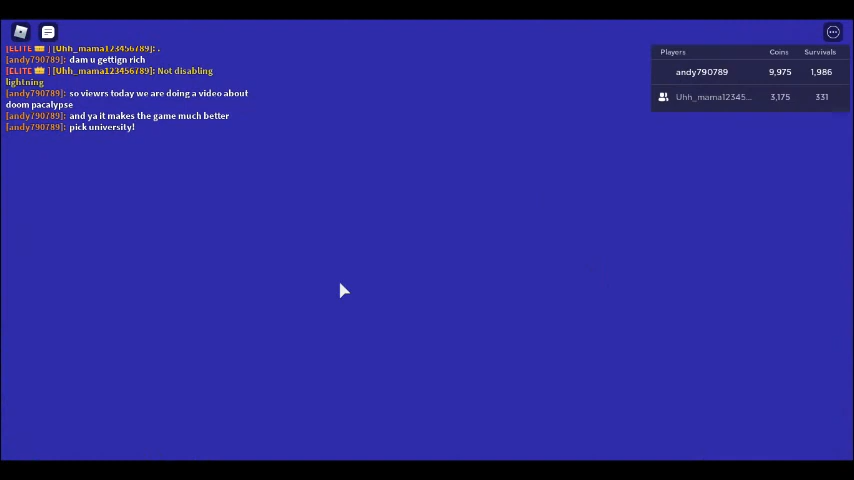 [ELITE 👑 ] [Uhh_mama123456789]: .
[andy790789]: dam u gettign rich
[ELITE 👑 ] [Uhh_mama123456789]: Not disabling
lightning
[andy790789]: so viewrs today we are doing a video about
doom pacalypse
[andy790789]: and ya it makes the game much better
[andy790789]: pick university!
Players Coins Survivals
andy790789 9,975 1,986
Uhh_mama12345... 3,175 331